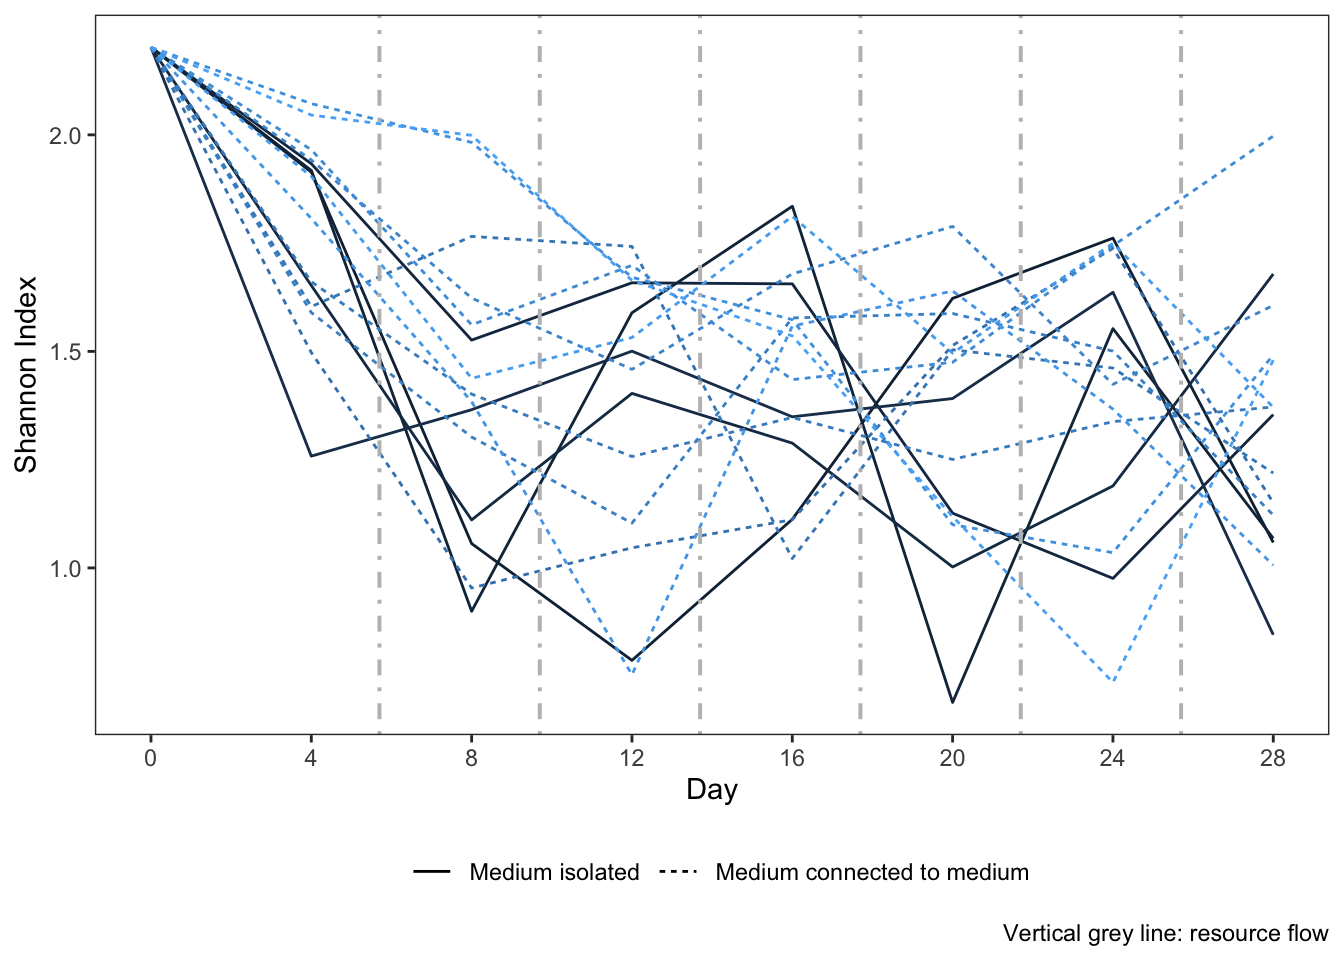 Shannon Index
2.0
1.5
1.0
0 4 8 12 16 20 24 28
Day
Medium isolated Medium connected to medium
Vertical grey line: resource flow